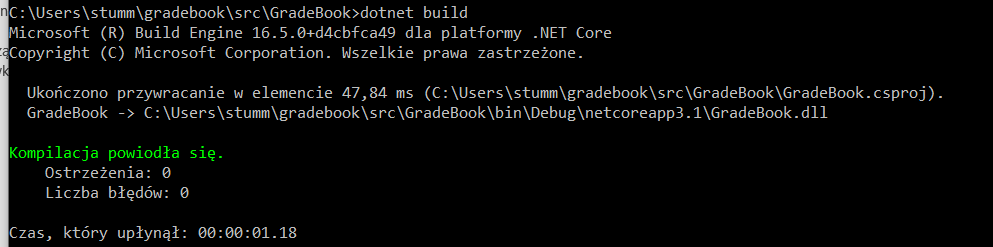 C:\Users\stumm\gradebook\src\GradeBook>dotnet build
Microsoft (R) Build Engine 16.5.0+d4cbfca49 dla platformy .NET Core
Copyright (C) Microsoft Corporation. Wszelkie prawa zastrzeżone.
Ukończono przywracanie w elemencie 47,84 ms (C:\Users\stumm\gradebook\src\GradeBook\GradeBook.csproj).
GradeBook -> C:\Users\stumm\gradebook\src\GradeBook\bin\Debug\netcoreapp3.1\GradeBook.dll
Kompilacja powiodła się.
Ostrzeżenia: 0
Liczba błędów: 0
Czas, który upłynął: 00:00:01.18